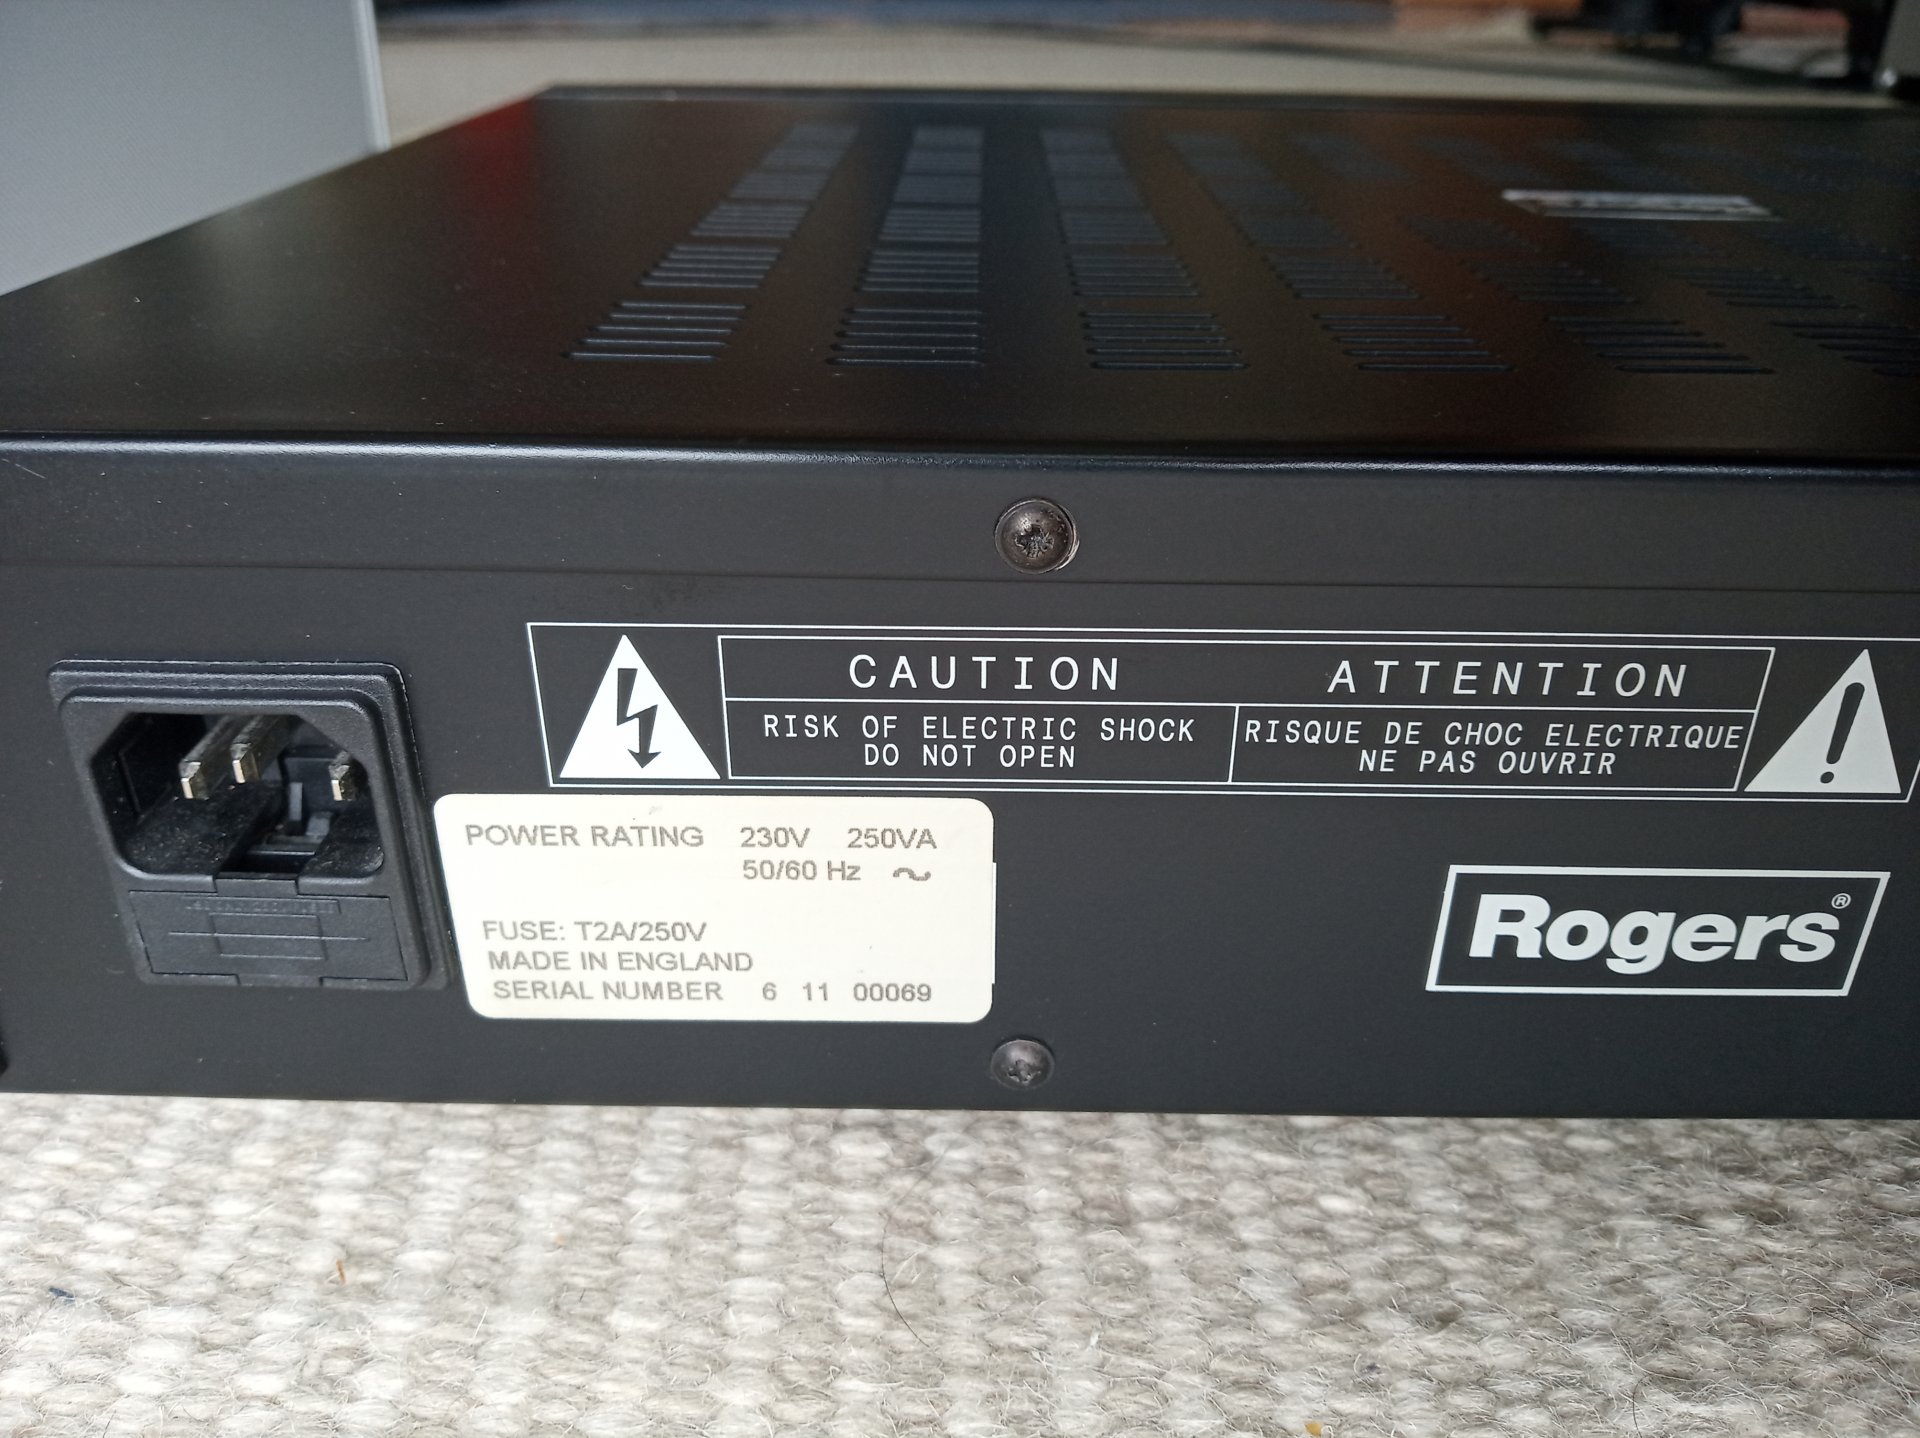 CAUTION
ATTENTION
RISK OF ELECTRIC SHOCK
DO NOT OPEN
RISQUE DE CHOC ELECTRIQUE
NE PAS OUVRIR
POWER RATING 230V 250VA
50/60 Hz ~
FUSE: T2A/250V
MADE IN ENGLAND
SERIAL NUMBER 6 11 00069
Rogers®